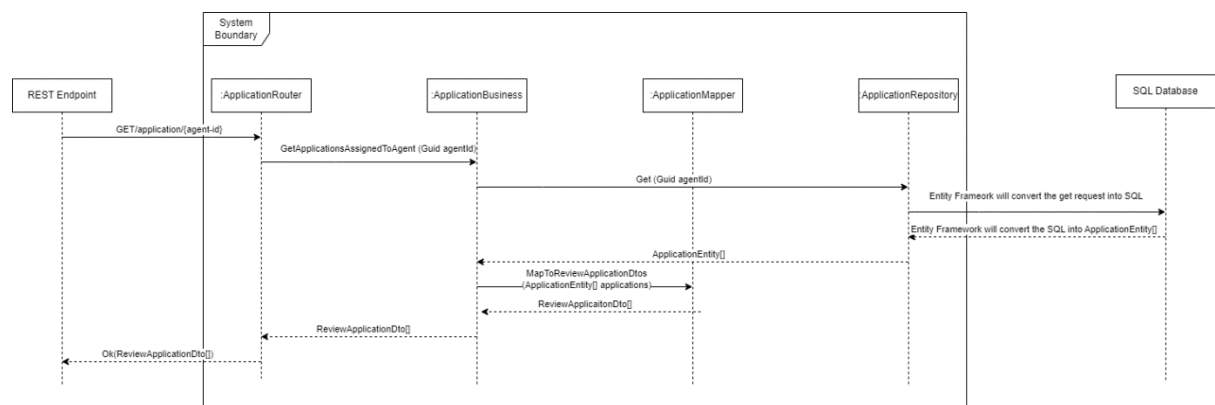 System
Boundary
REST Endpoint
:ApplicationRouter
:ApplicationBusiness
:ApplicationMapper
:ApplicationRepository
SQL Database
GET/application/{agent-id}
GetApplicationsAssignedToAgent (Guid agentId)
Get (Guid agentId)
Entity Frameork will convert the get request into SQL
Entity Framework will convert the SQL into ApplicationEntity[]
ApplicationEntity[]
MapToReviewApplicationDtos
(ApplicationEntity[] applications)
ReviewApplicaitonDto[]
ReviewApplicationDto[]
Ok(ReviewApplicationDto[])